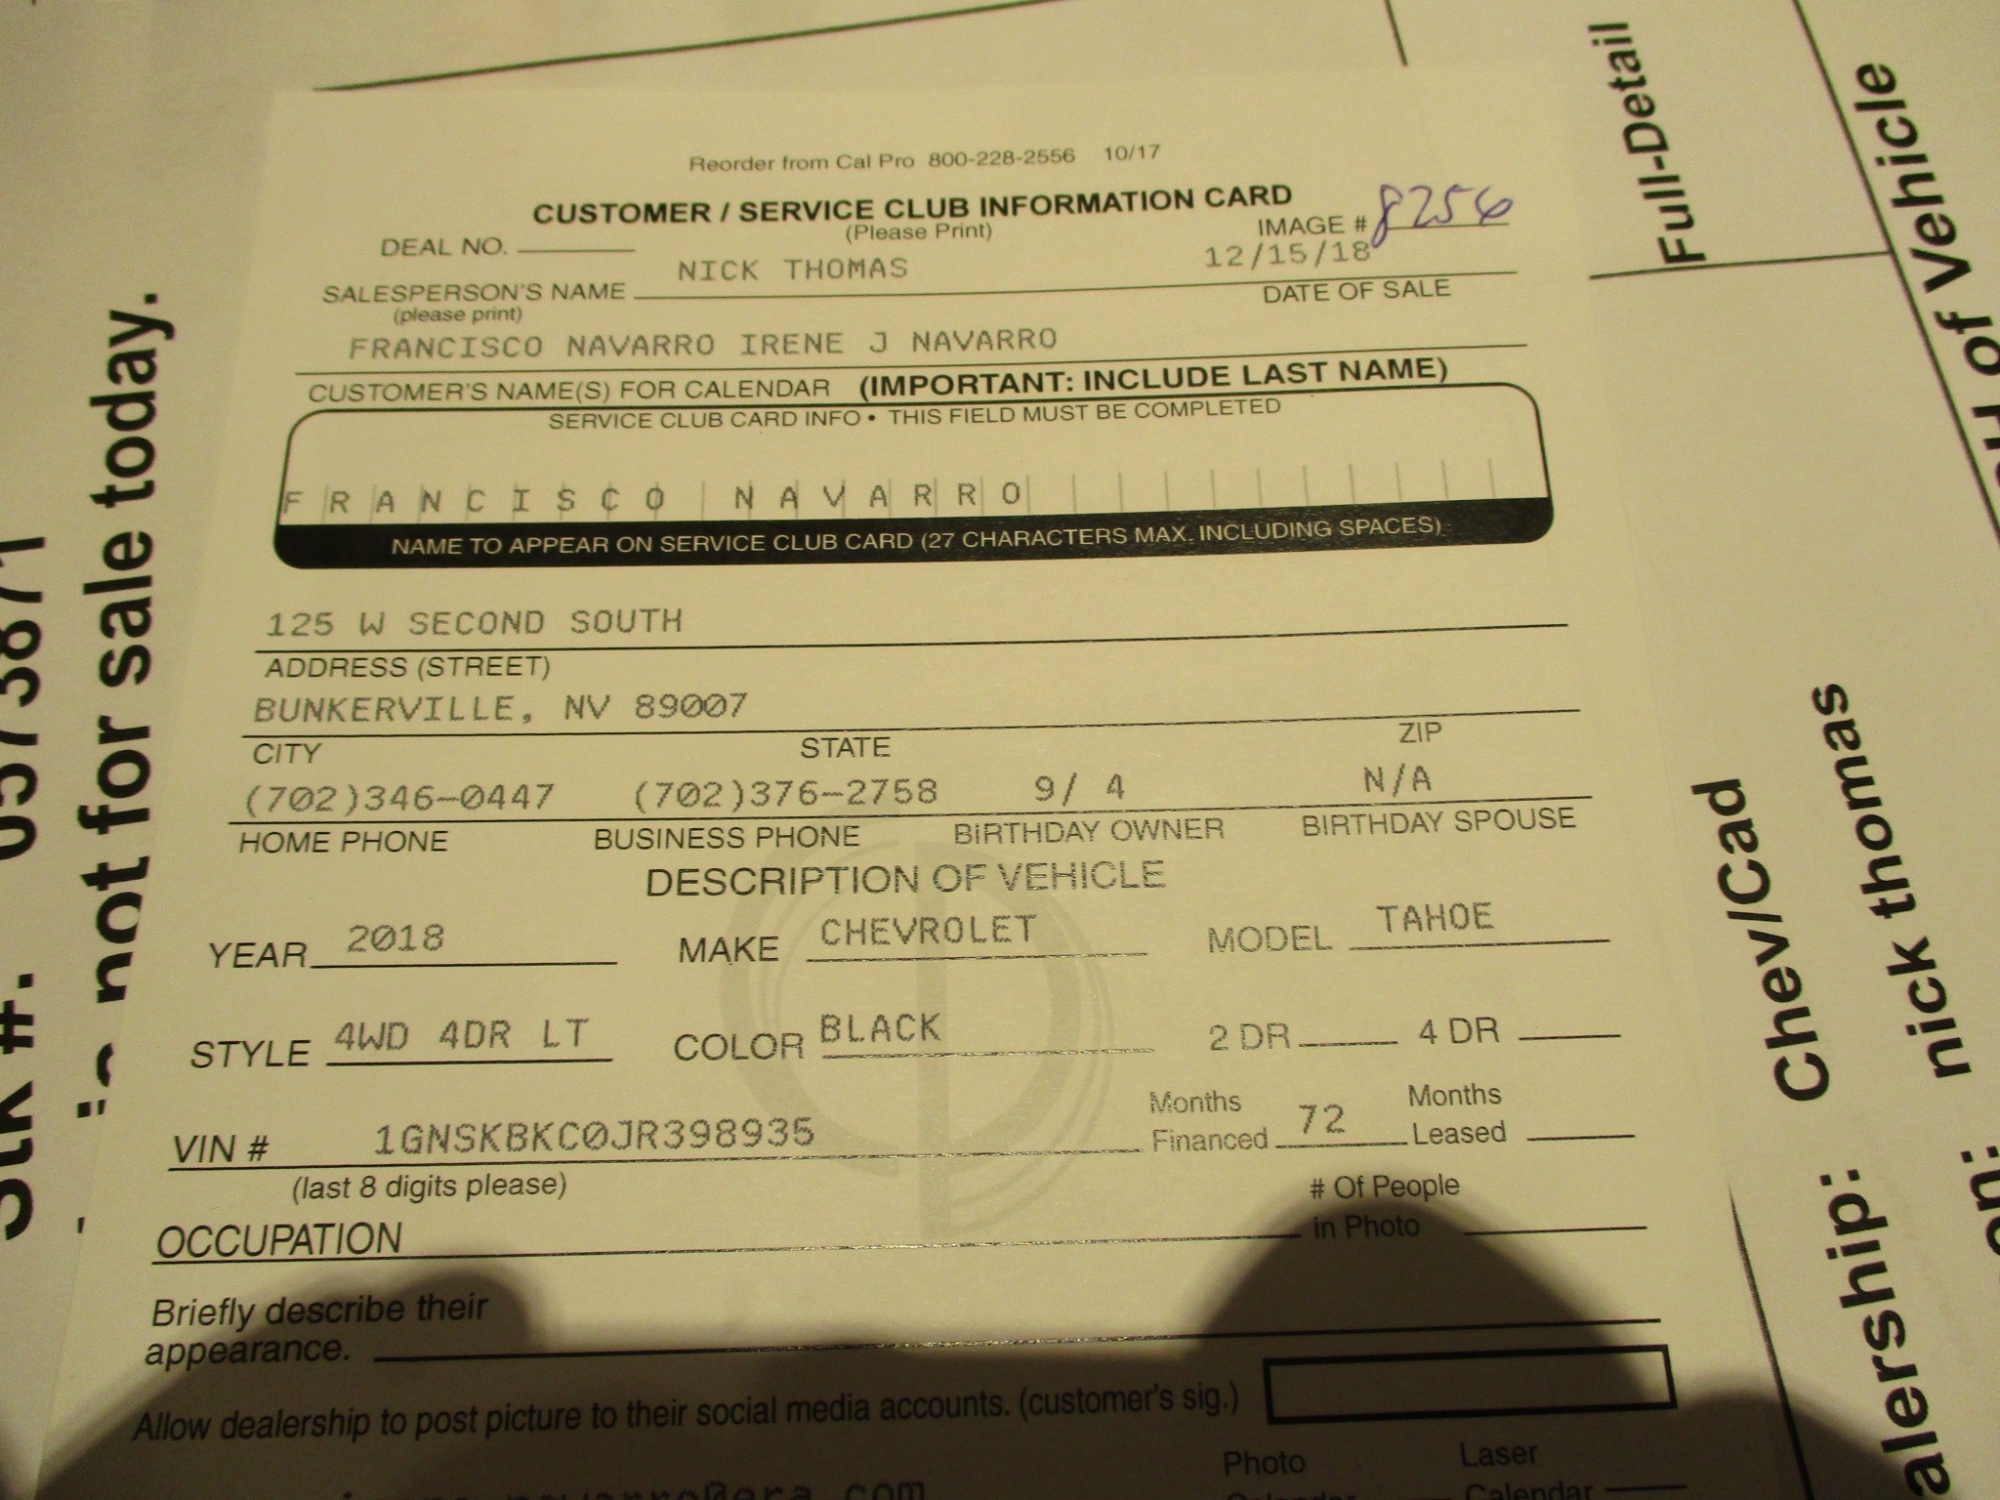 Reorder from Cal Pro 800-228-2556 10/17
CUSTOMER / SERVICE CLUB INFORMATION CARD
(Please Print)
IMAGE # 8256
DEAL NO.
NICK THOMAS
12/15/18
SALESPERSON'S NAME
DATE OF SALE
(please print)
FRANCISCO NAVARRO IRENE J NAVARRO
CUSTOMER'S NAME(S) FOR CALENDAR (IMPORTANT: INCLUDE LAST NAME)
SERVICE CLUB CARD INFO • THIS FIELD MUST BE COMPLETED
FRANCISCO NAVARRO
NAME TO APPEAR ON SERVICE CLUB CARD (27 CHARACTERS MAX. INCLUDING SPACES)
125 W SECOND SOUTH
ADDRESS (STREET)
BUNKERVILLE, NV 89007
CITY STATE ZIP
(702)346-0447 (702)376-2758 9/ 4 N/A
HOME PHONE BUSINESS PHONE BIRTHDAY OWNER BIRTHDAY SPOUSE
DESCRIPTION OF VEHICLE
YEAR 2018 MAKE CHEVROLET MODEL TAHOE
STYLE 4WD 4DR LT COLOR BLACK 2 DR 4 DR
VIN # 1GNSKBKC0JR398935 Months Financed 72 Months Leased
(last 8 digits please)
# Of People in Photo
OCCUPATION
Briefly describe their
appearance.
Allow dealership to post picture to their social media accounts. (customer's sig.)
Photo Laser
Calendar Calendar
not for sale today.
Full-Detail
of Vehicle
Chev/Cad
nick thomas